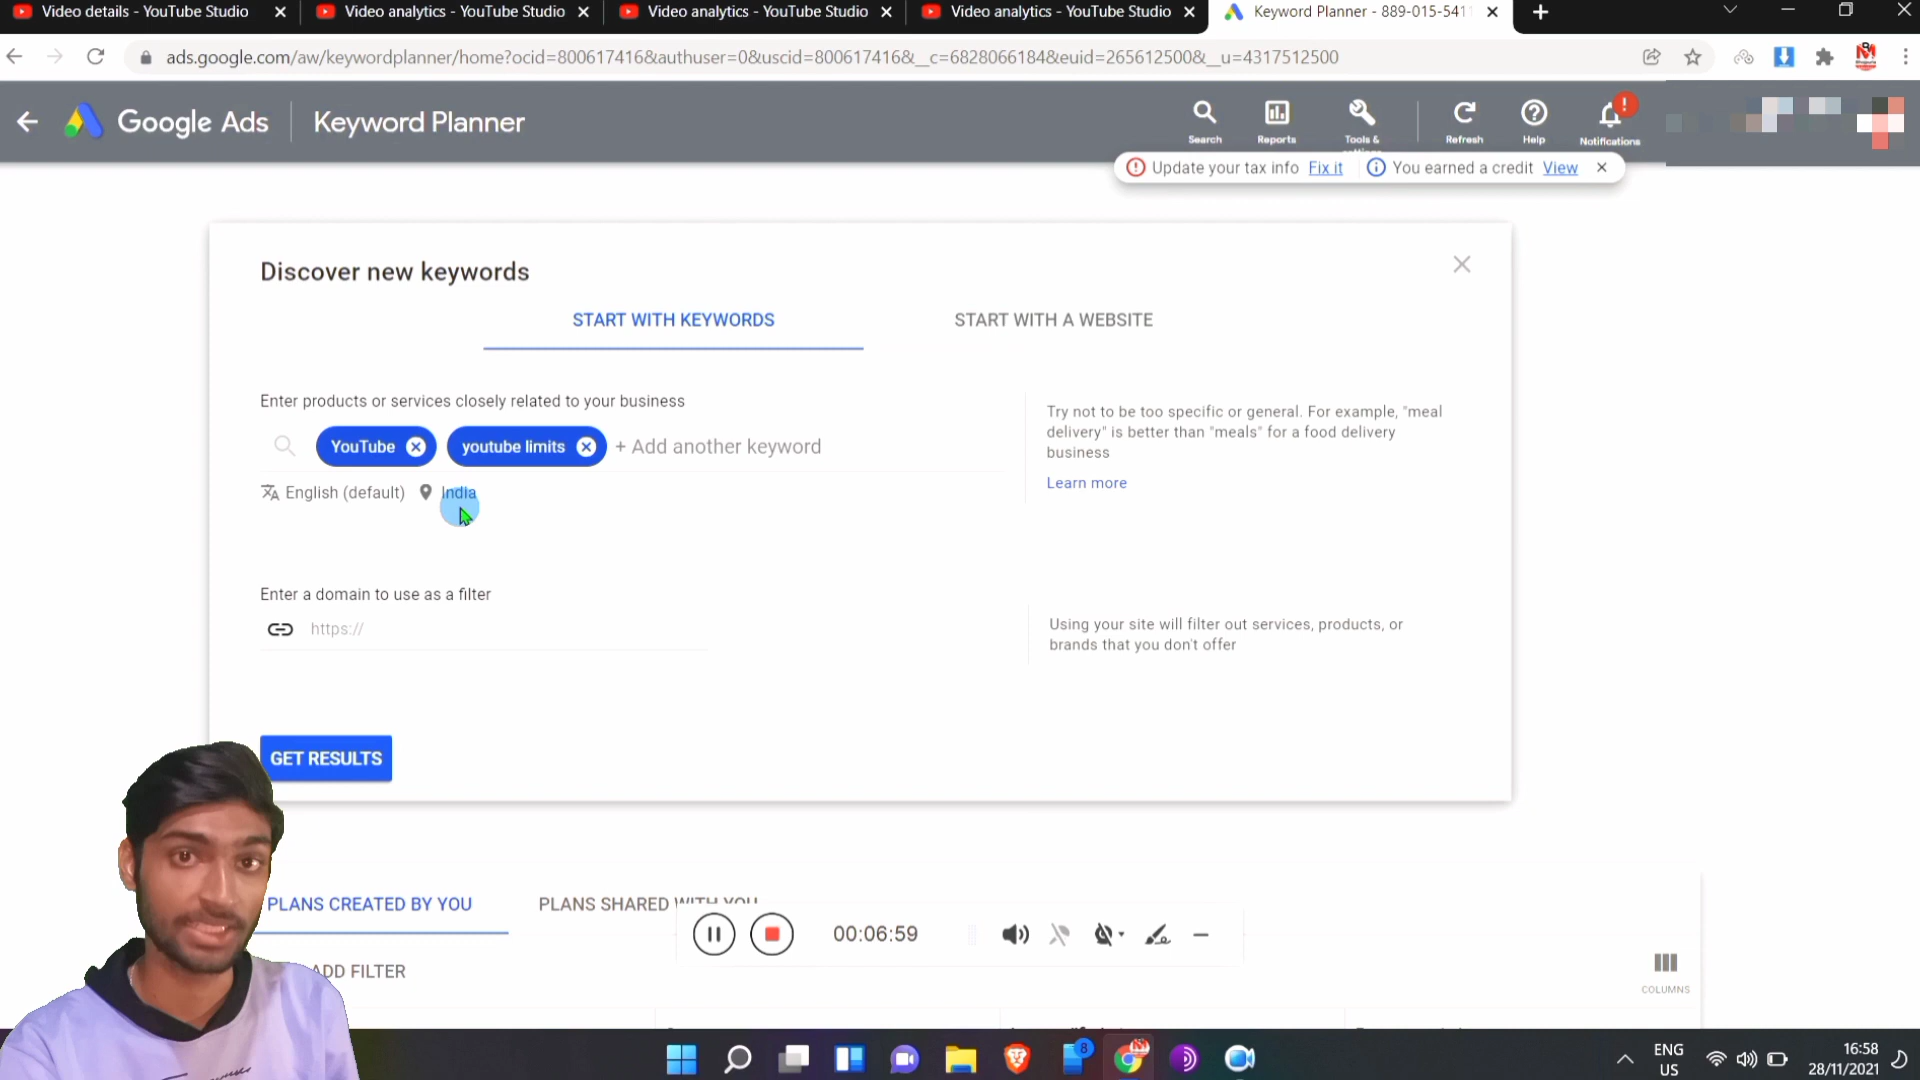 Video details - YouTube Studio
Video analytics - YouTube Studio
Video analytics - YouTube Studio
Video analytics - YouTube Studio
Keyword Planner - 889-015-5411
ads.google.com/aw/keywordplanner/home?ocid=800617416&authuser=0&uscid=800617416&__c=6828066184&euid=265612500&__u=4317512500
Google Ads
Keyword Planner
Search
Reports
Tools &
Refresh
Help
Notifications
Update your tax info Fix it
You earned a credit View
Discover new keywords
START WITH KEYWORDS
START WITH A WEBSITE
Enter products or services closely related to your business
YouTube
youtube limits
+ Add another keyword
English (default)
India
Try not to be too specific or general. For example, "meal
delivery" is better than "meals" for a food delivery
business
Learn more
Enter a domain to use as a filter
https://
Using your site will filter out services, products, or
brands that you don't offer
GET RESULTS
PLANS CREATED BY YOU
PLANS SHARED WITH YOU
00:06:59
ADD FILTER
COLUMNS
8
ENG
US
16:58
28/11/2021